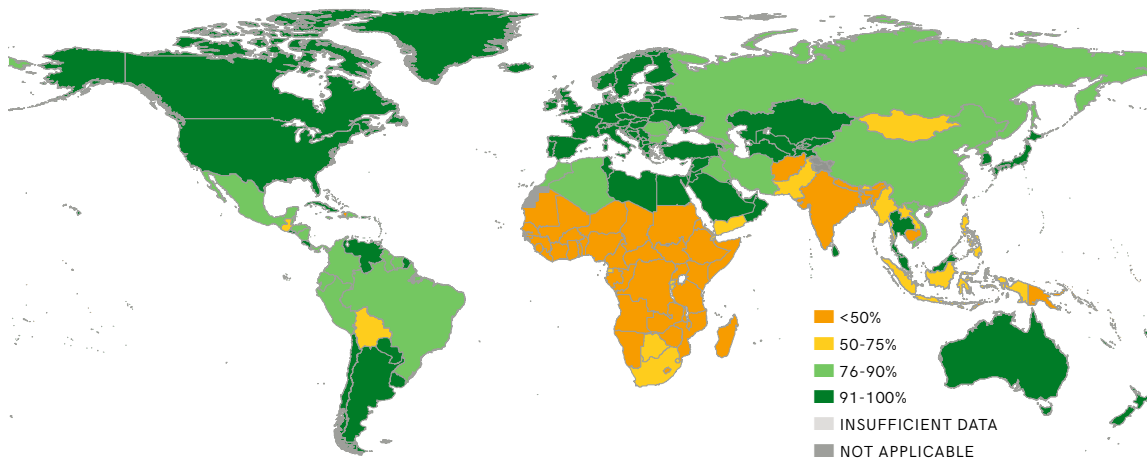 <50%
50-75%
76-90%
91-100%
INSUFFICIENT DATA
NOT APPLICABLE